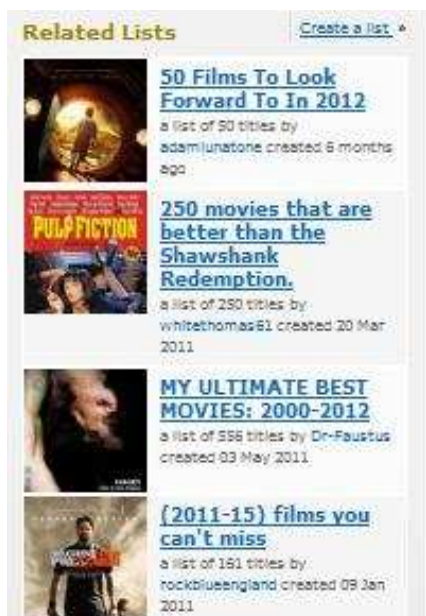 Related Lists
Create a list »
50 Films To Look
Forward To In 2012
a list of 50 titles by
adamlunatone created 6 months
ago
PULP FICTION
250 movies that are
better than the
Shawshank
Redemption.
a list of 250 titles by
whitethomas61 created 20 Mar
2011
MY ULTIMATE BEST
MOVIES: 2000-2012
a list of 556 titles by Dr-Faustus
created 03 May 2011
(2011-15) films you
can't miss
a list of 161 titles by
rockblueengland created 09 Jan
2011